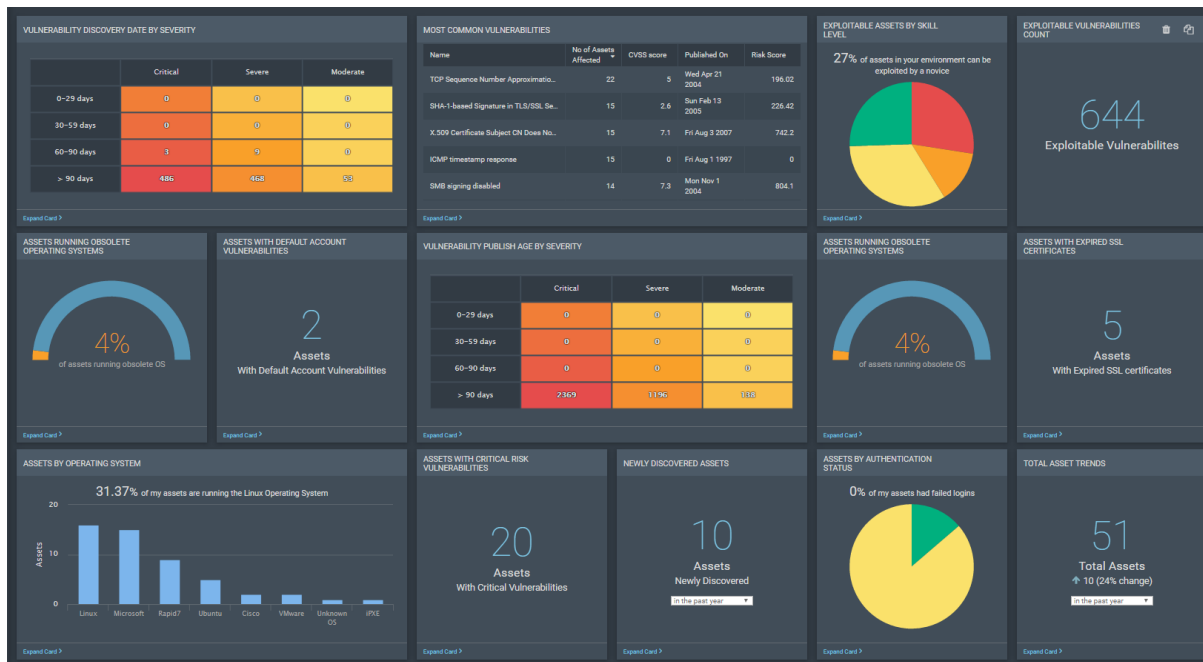 VULNERABILITY DISCOVERY DATE BY SEVERITY
Critical Severe Moderate
0-29 days 0 0 0
30-59 days 0 0 0
60-90 days 3 9 0
> 90 days 486 468 53
Expand Card >
MOST COMMON VULNERABILITIES
Name No of Assets Affected CVSS score Published On Risk Score
TCP Sequence Number Approximatio... 22 5 Wed Apr 21 2004 196.02
SHA-1-based Signature in TLS/SSL Se... 15 2.6 Sun Feb 13 2005 226.42
X.509 Certificate Subject CN Does No... 15 7.1 Fri Aug 3 2007 742.2
ICMP timestamp response 15 0 Fri Aug 1 1997 0
SMB signing disabled 14 7.3 Mon Nov 1 2004 804.1
Expand Card >
EXPLOITABLE ASSETS BY SKILL
LEVEL
27% of assets in your environment can be
exploited by a novice
Expand Card >
EXPLOITABLE VULNERABILITIES
COUNT
644
Exploitable Vulnerabilites
Expand Card >
ASSETS RUNNING OBSOLETE
OPERATING SYSTEMS
4%
of assets running obsolete OS
Expand Card >
ASSETS WITH DEFAULT ACCOUNT
VULNERABILITIES
2
Assets
With Default Account Vulnerabilities
Expand Card >
VULNERABILITY PUBLISH AGE BY SEVERITY
Critical Severe Moderate
0-29 days 0 0 0
30-59 days 0 0 0
60-90 days 0 0 0
> 90 days 2369 1196
Expand Card >
ASSETS RUNNING OBSOLETE
OPERATING SYSTEMS
4%
of assets running obsolete OS
Expand Card >
ASSETS WITH EXPIRED SSL
CERTIFICATES
5
Assets
With Expired SSL certificates
Expand Card >
ASSETS BY OPERATING SYSTEM
31.37% of my assets are running the Linux Operating System
Assets
20
10
0
Linux Microsoft Rapid7 Ubuntu Cisco VMware Unknown OS iPXE
Expand Card >
ASSETS WITH CRITICAL RISK
VULNERABILITIES
20
Assets
With Critical Vulnerabilities
Expand Card >
NEWLY DISCOVERED ASSETS
10
Assets
Newly Discovered
in the past year
Expand Card >
ASSETS BY AUTHENTICATION
STATUS
0% of my assets had failed logins
Expand Card >
TOTAL ASSET TRENDS
51
Total Assets
↑ 10 (24% change)
in the past year
Expand Card >